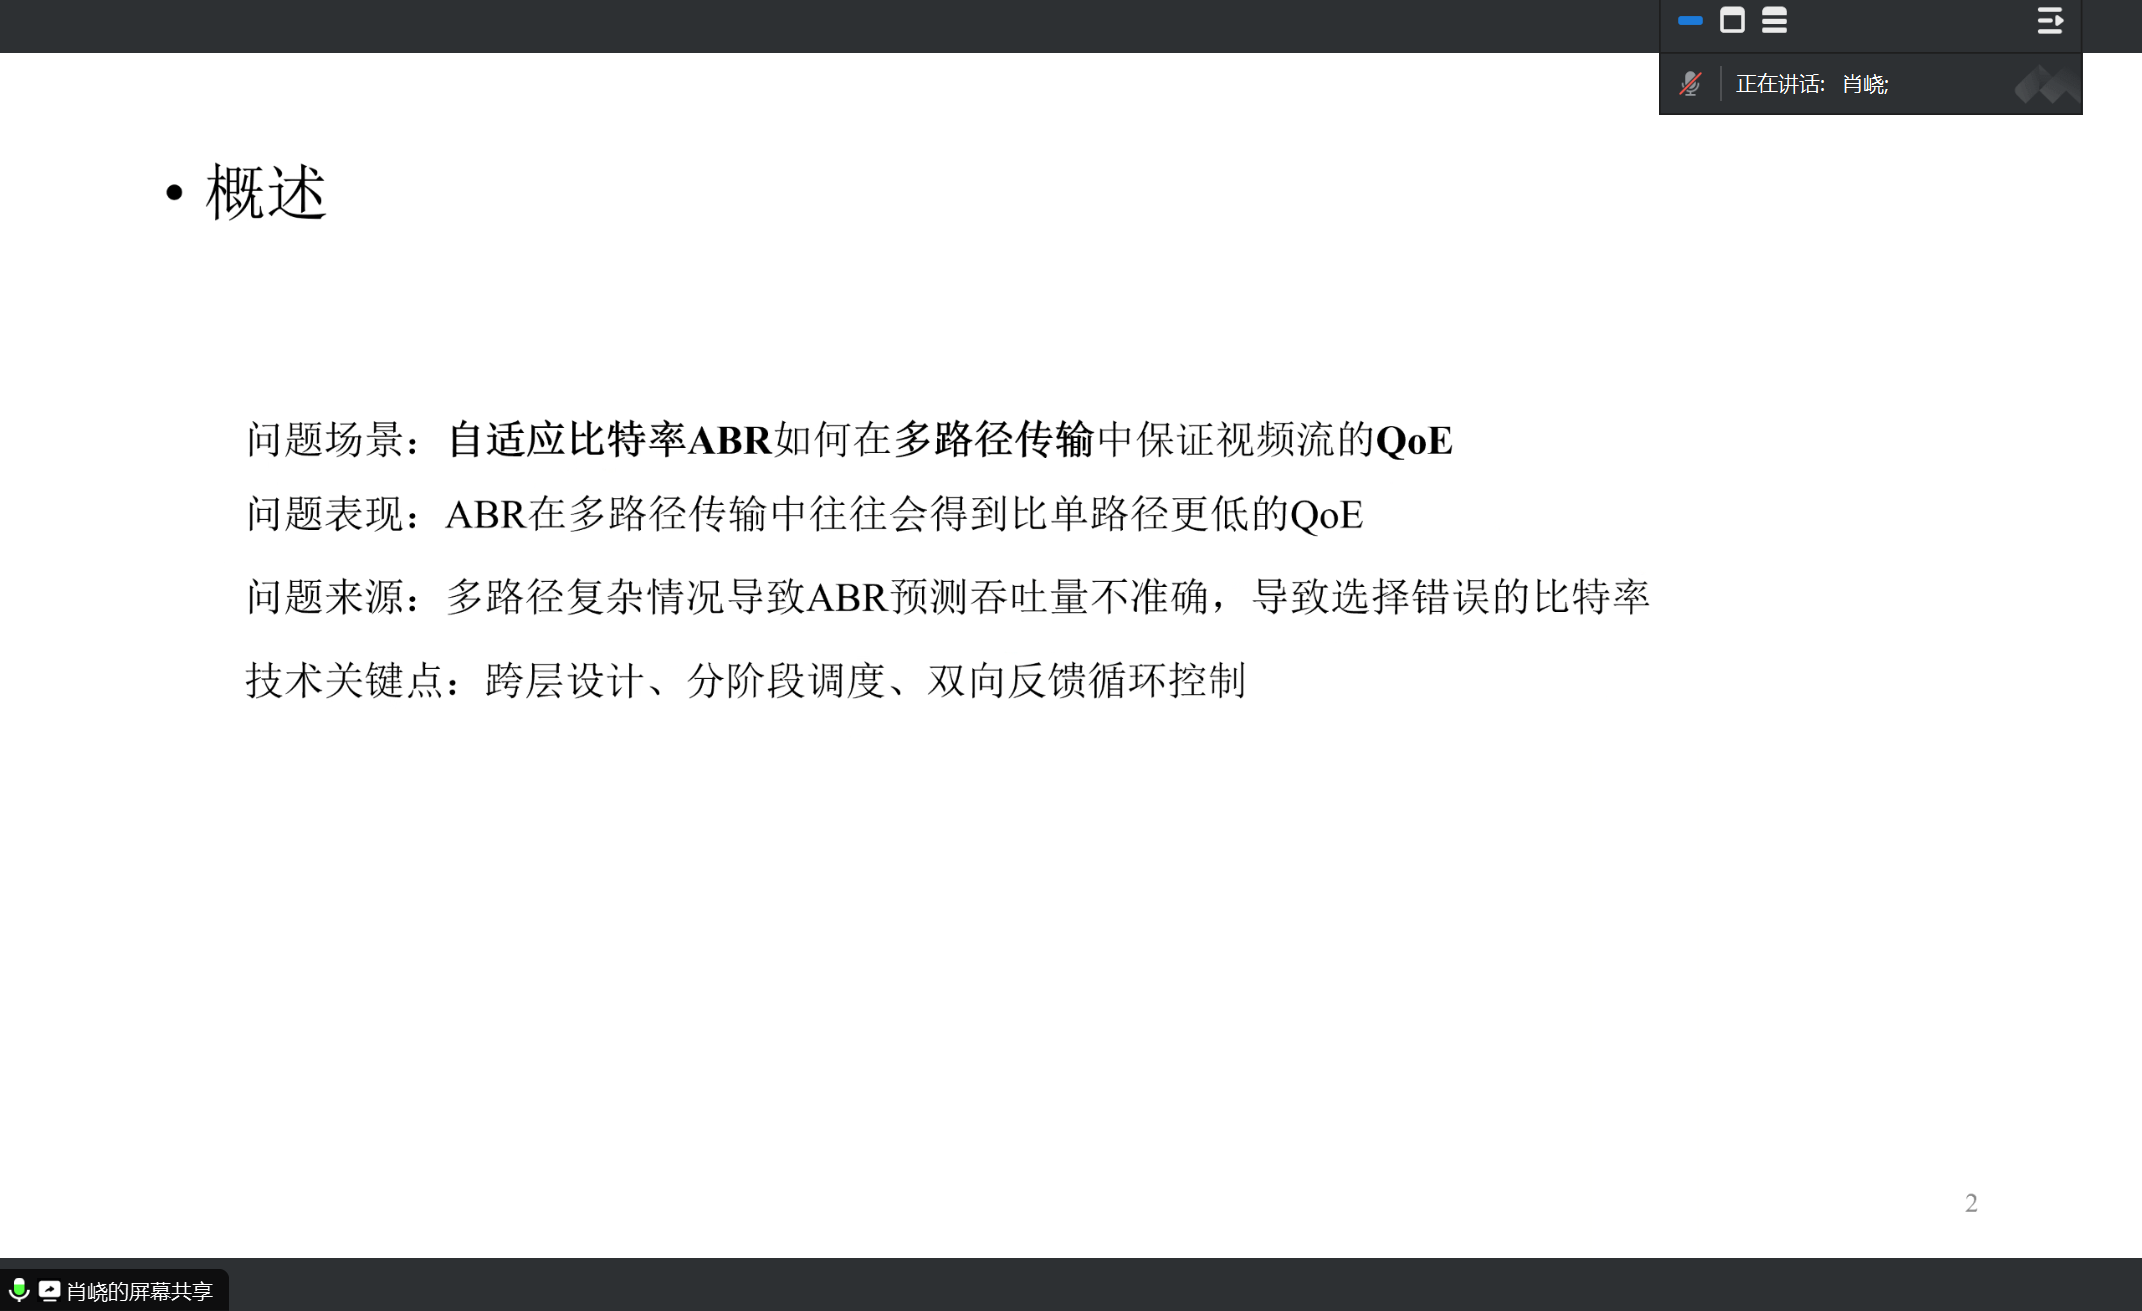 正在讲话: 肖峣;
• 概述
问题场景：自适应比特率ABR如何在多路径传输中保证视频流的QoE
问题表现：ABR在多路径传输中往往会得到比单路径更低的QoE
问题来源：多路径复杂情况导致ABR预测吞吐量不准确，导致选择错误的比特率
技术关键点：跨层设计、分阶段调度、双向反馈循环控制
2
肖峣的屏幕共享